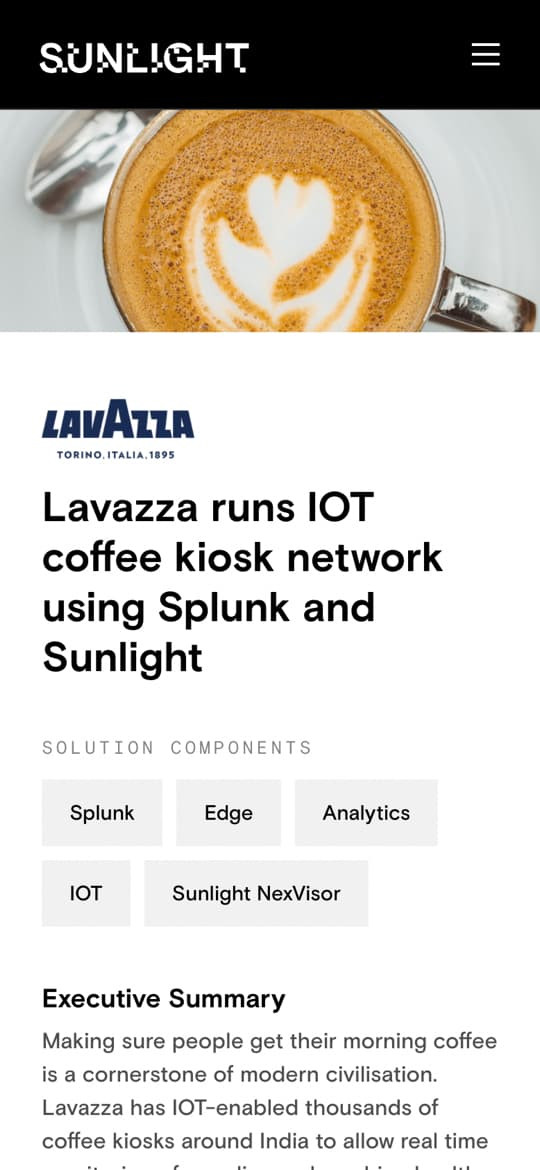 SUNLIGHT
LAVAZZA
TORINO, ITALIA, 1895
Lavazza runs IOT
coffee kiosk network
using Splunk and
Sunlight
SOLUTION COMPONENTS
Splunk Edge Analytics
IOT Sunlight NexVisor
Executive Summary
Making sure people get their morning coffee
is a cornerstone of modern civilisation.
Lavazza has IOT-enabled thousands of
coffee kiosks around India to allow real time